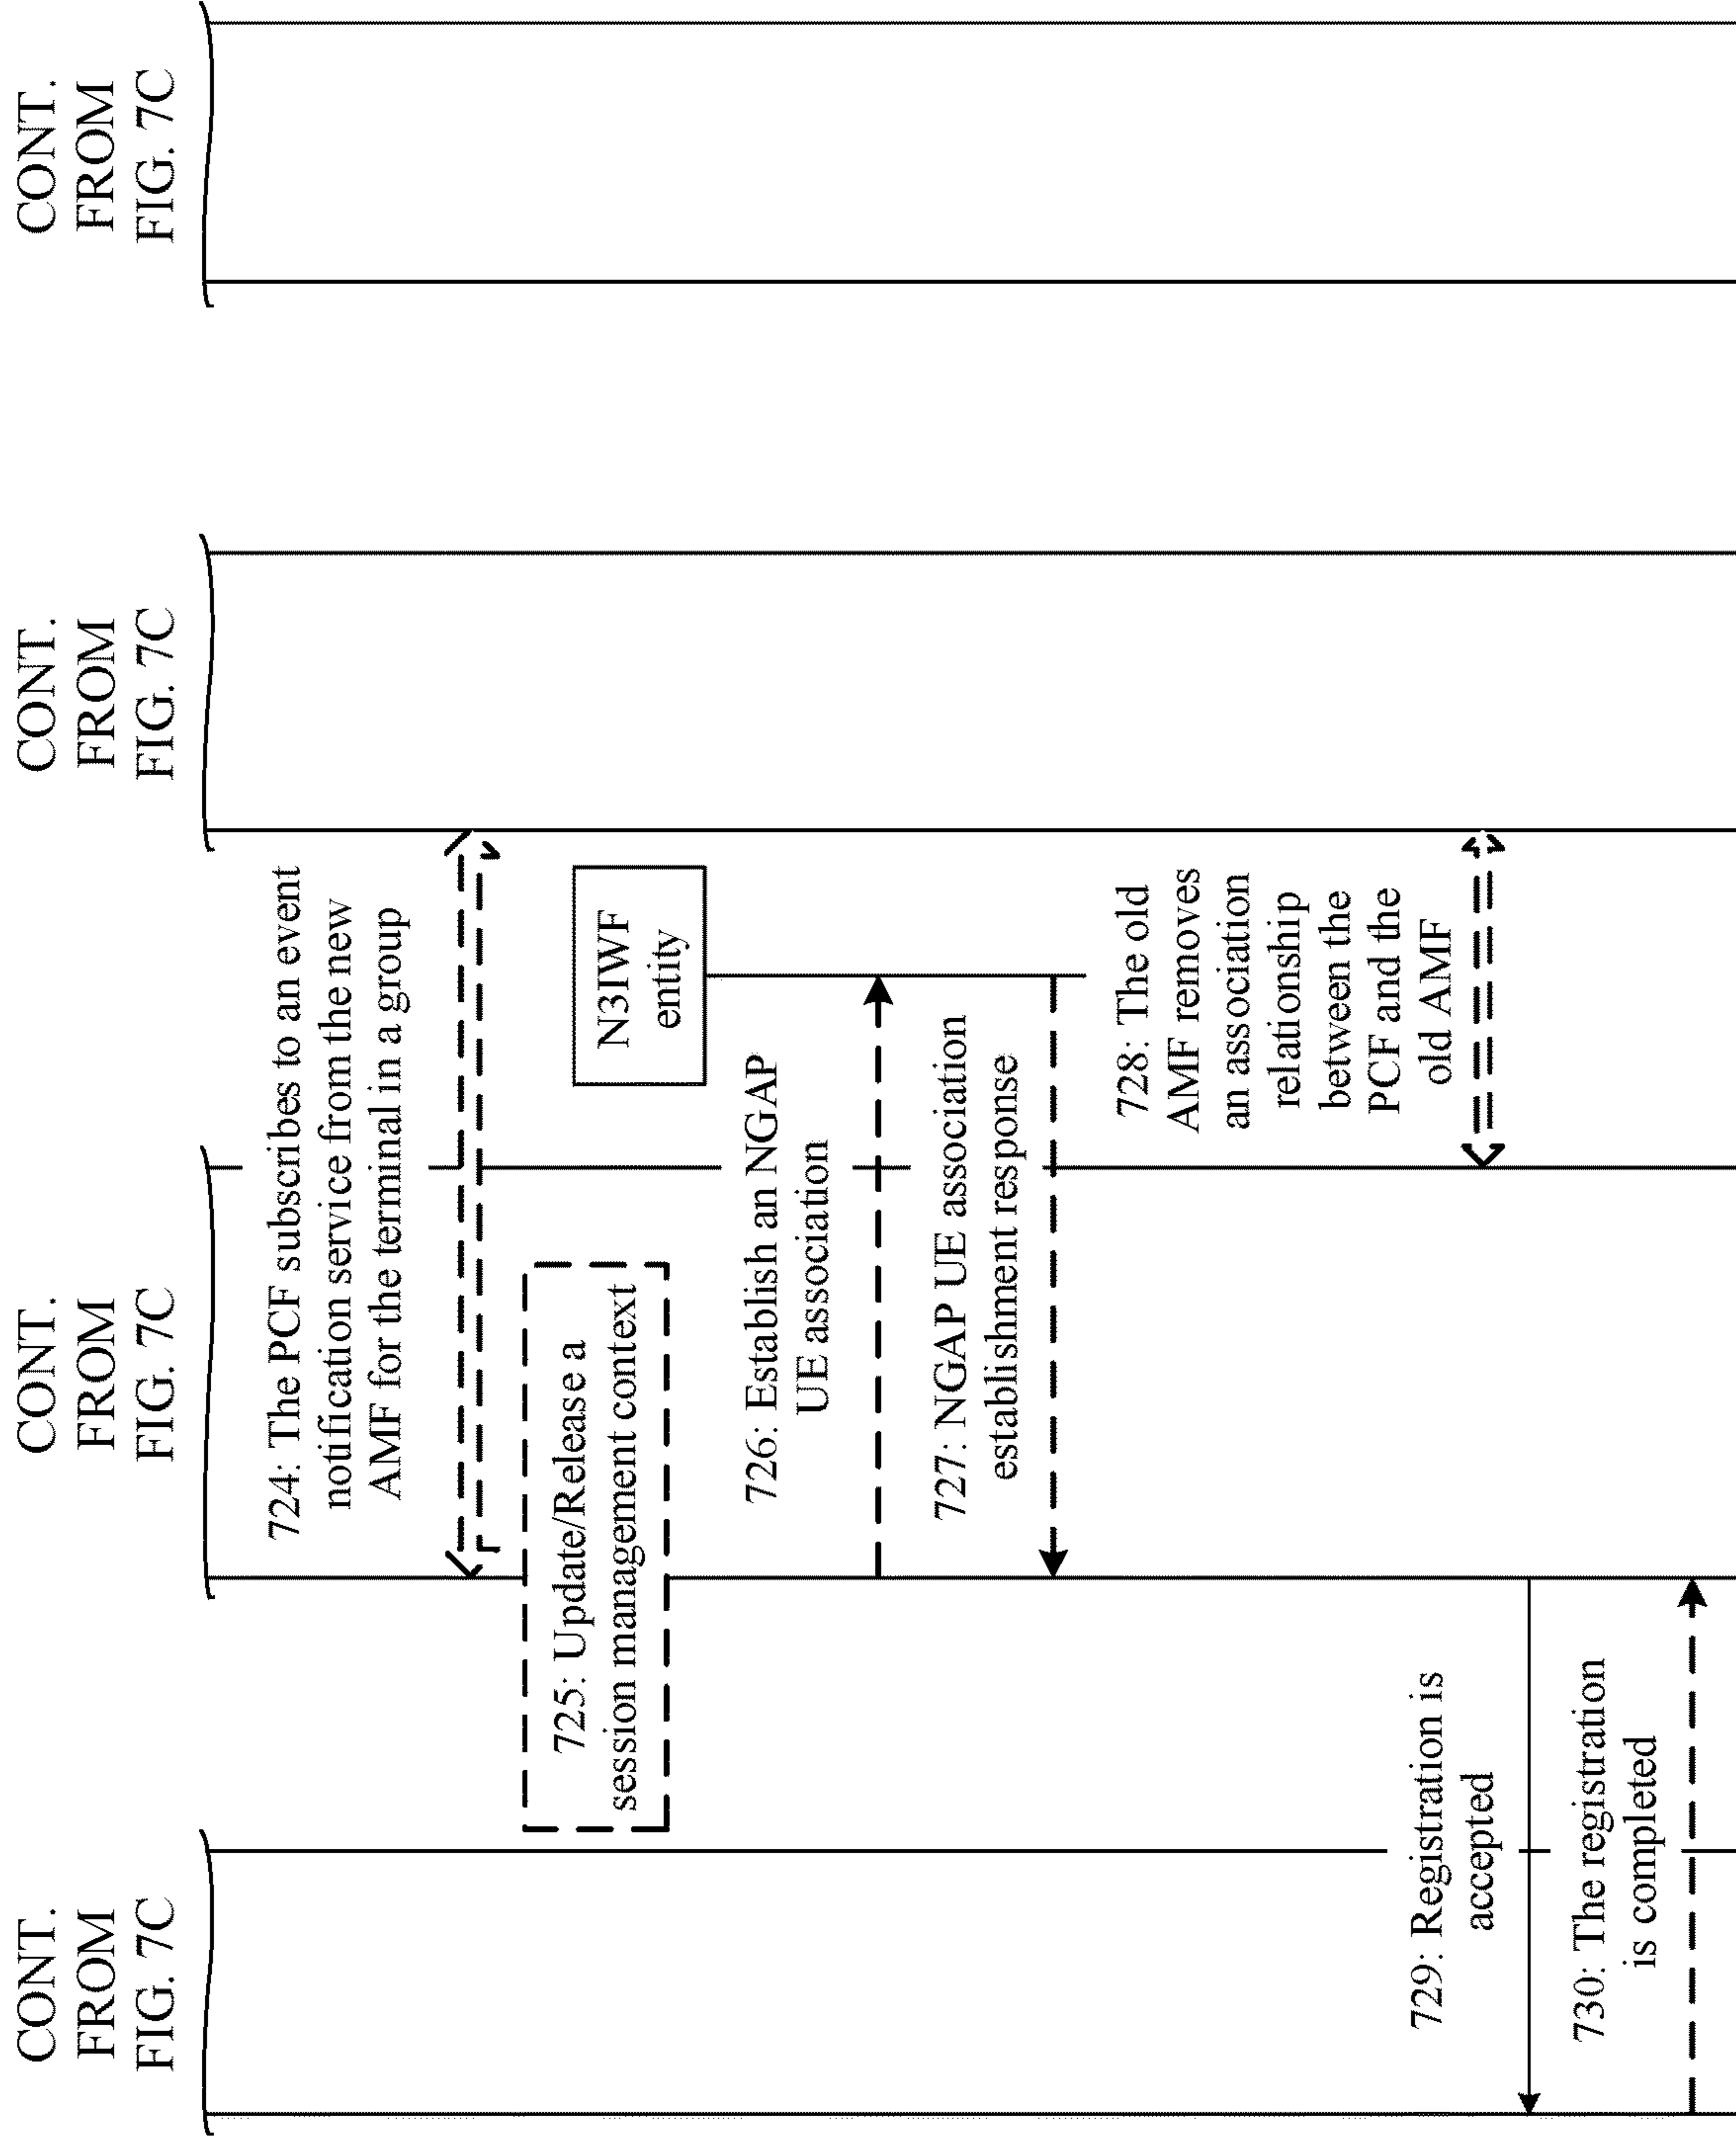 CONT.
FROM
FIG. 7C
CONT.
FROM
FIG. 7C
CONT.
FROM
FIG. 7C
CONT.
FROM
FIG. 7C
724: The PCF subscribes to an event
notification service from the new
AMF for the terminal in a group
725: Update/Release a
session management context
N3IWF
entity
726: Establish an NGAP
UE association
727: NGAP UE association
establishment response
728: The old
AMF removes
an association
relationship
between the
PCF and the
old AMF
729: Registration is
accepted
730: The registration
is completed